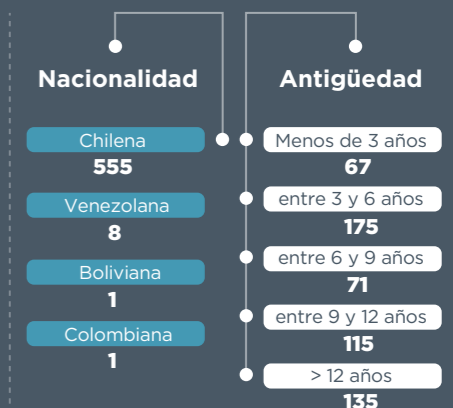 Nacionalidad
Chilena
555
Venezolana
8
Boliviana
1
Colombiana
1
Antigüedad
Menos de 3 años
67
entre 3 y 6 años
175
entre 6 y 9 años
71
entre 9 y 12 años
115
> 12 años
135